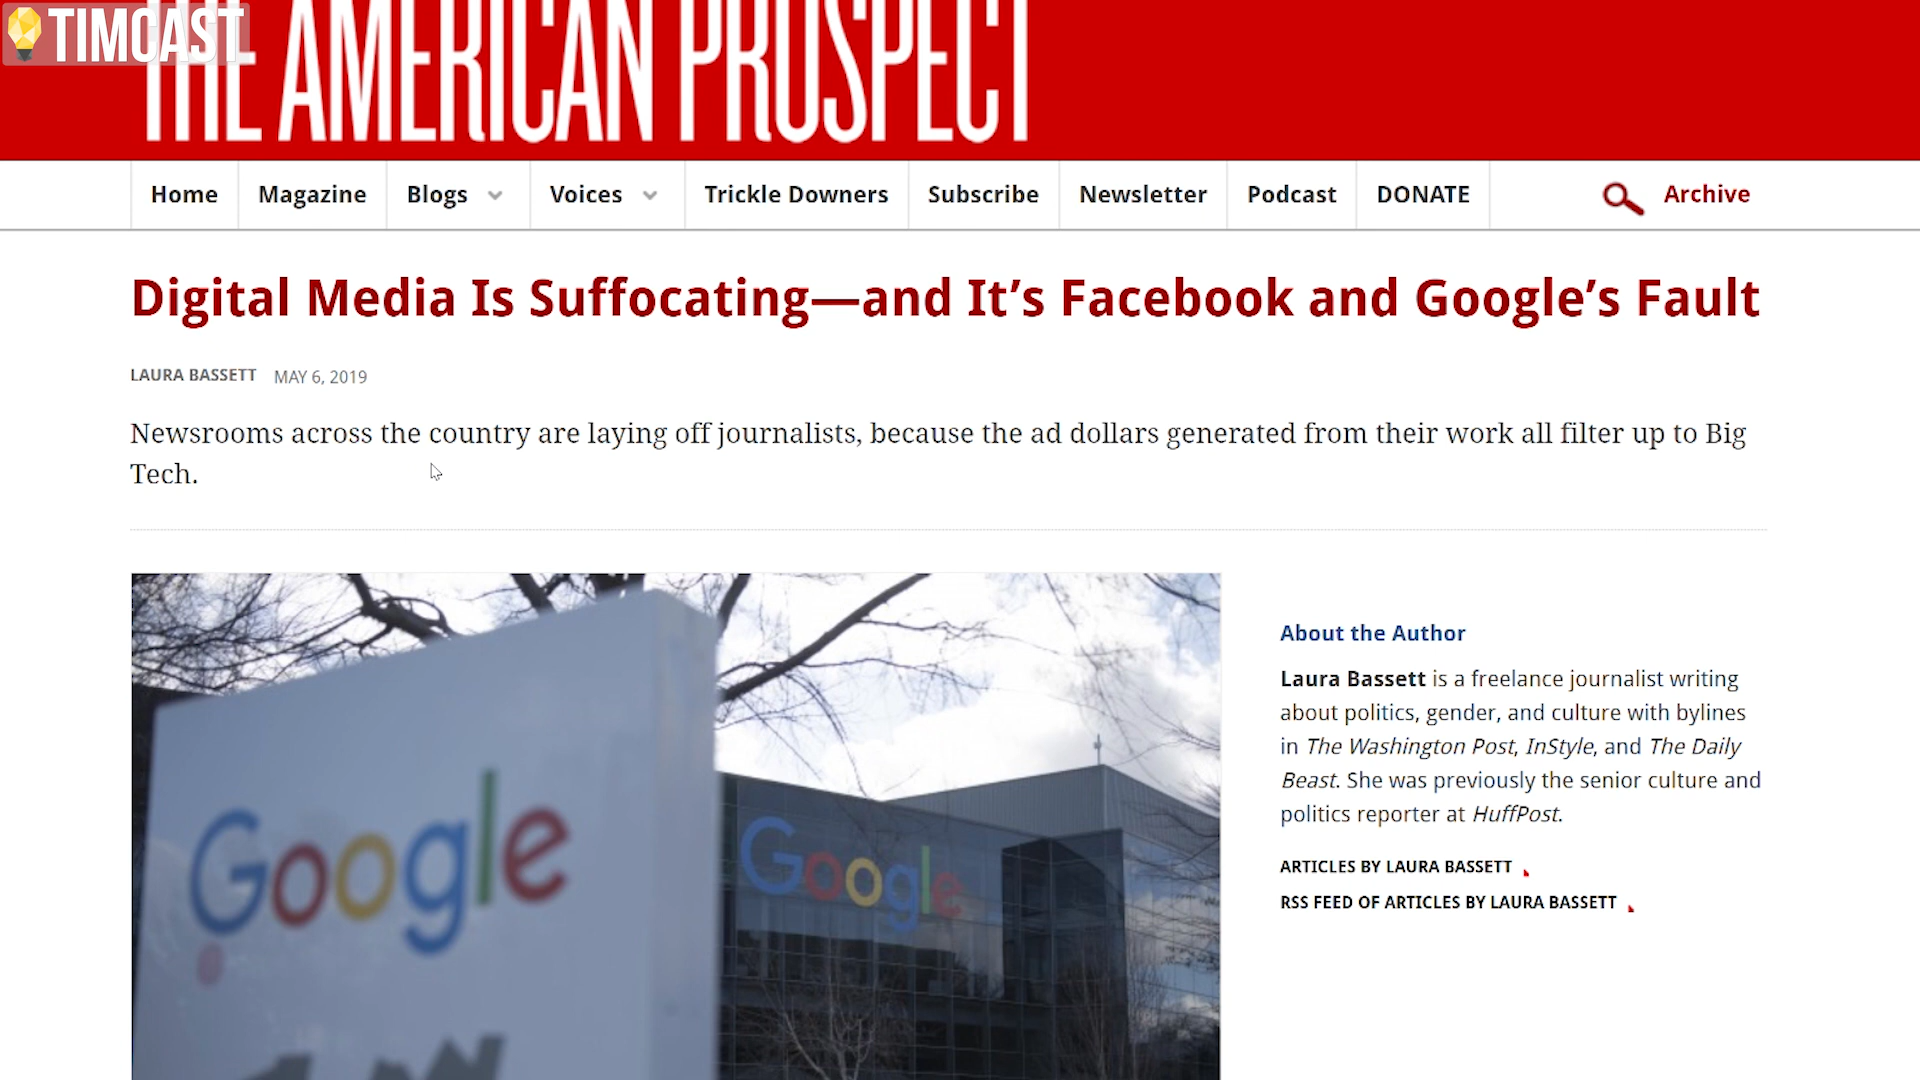 TIMCAST
THE AMERICAN PROSPECT
Home Magazine Blogs Voices Trickle Downers Subscribe Newsletter Podcast DONATE Archive
Digital Media Is Suffocating—and It’s Facebook and Google’s Fault
LAURA BASSETT MAY 6, 2019
Newsrooms across the country are laying off journalists, because the ad dollars generated from their work all filter up to Big
Tech.
About the Author
Laura Bassett is a freelance journalist writing
about politics, gender, and culture with bylines
in The Washington Post, InStyle, and The Daily
Beast. She was previously the senior culture and
politics reporter at HuffPost.
ARTICLES BY LAURA BASSETT
RSS FEED OF ARTICLES BY LAURA BASSETT
Google
Google